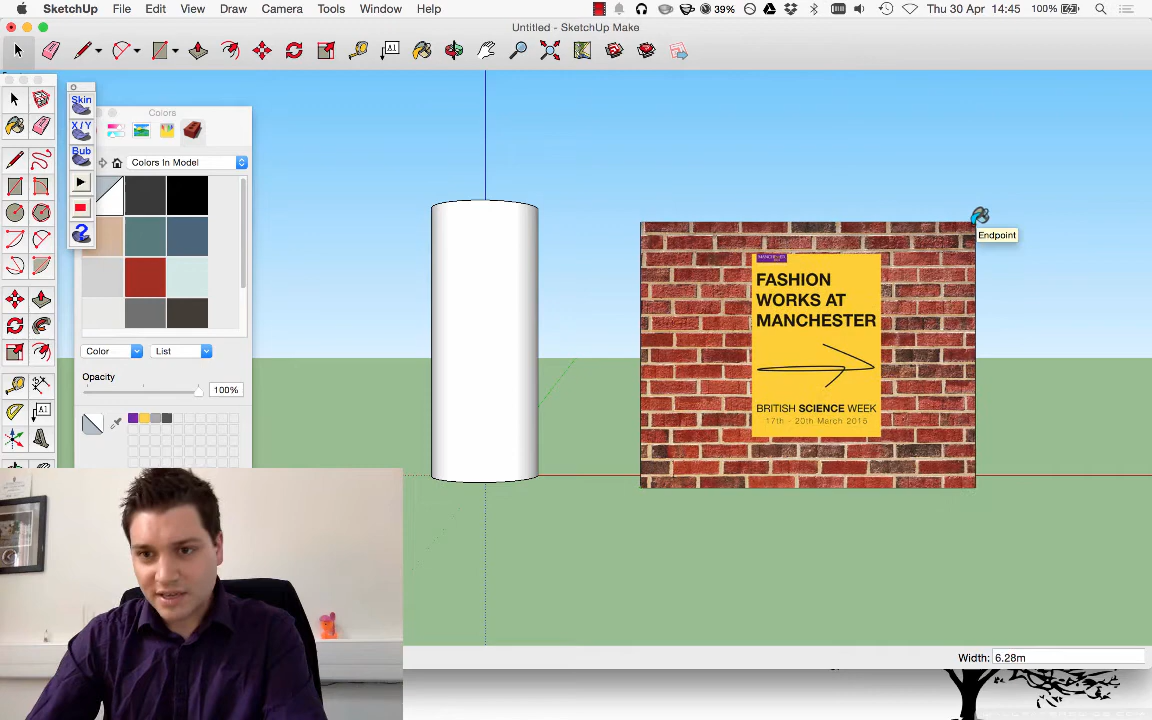 SketchUp File Edit View Draw Camera Tools Window Help 39% Thu 30 Apr 14:45 100%
Untitled - SketchUp Make
Colors
Skin
X / Y
Bub
Colors In Model
Endpoint
FASHION
WORKS AT
MANCHESTER
BRITISH SCIENCE WEEK
17th - 20th March 2015
Color List
Opacity
100%
Width: 6.28m